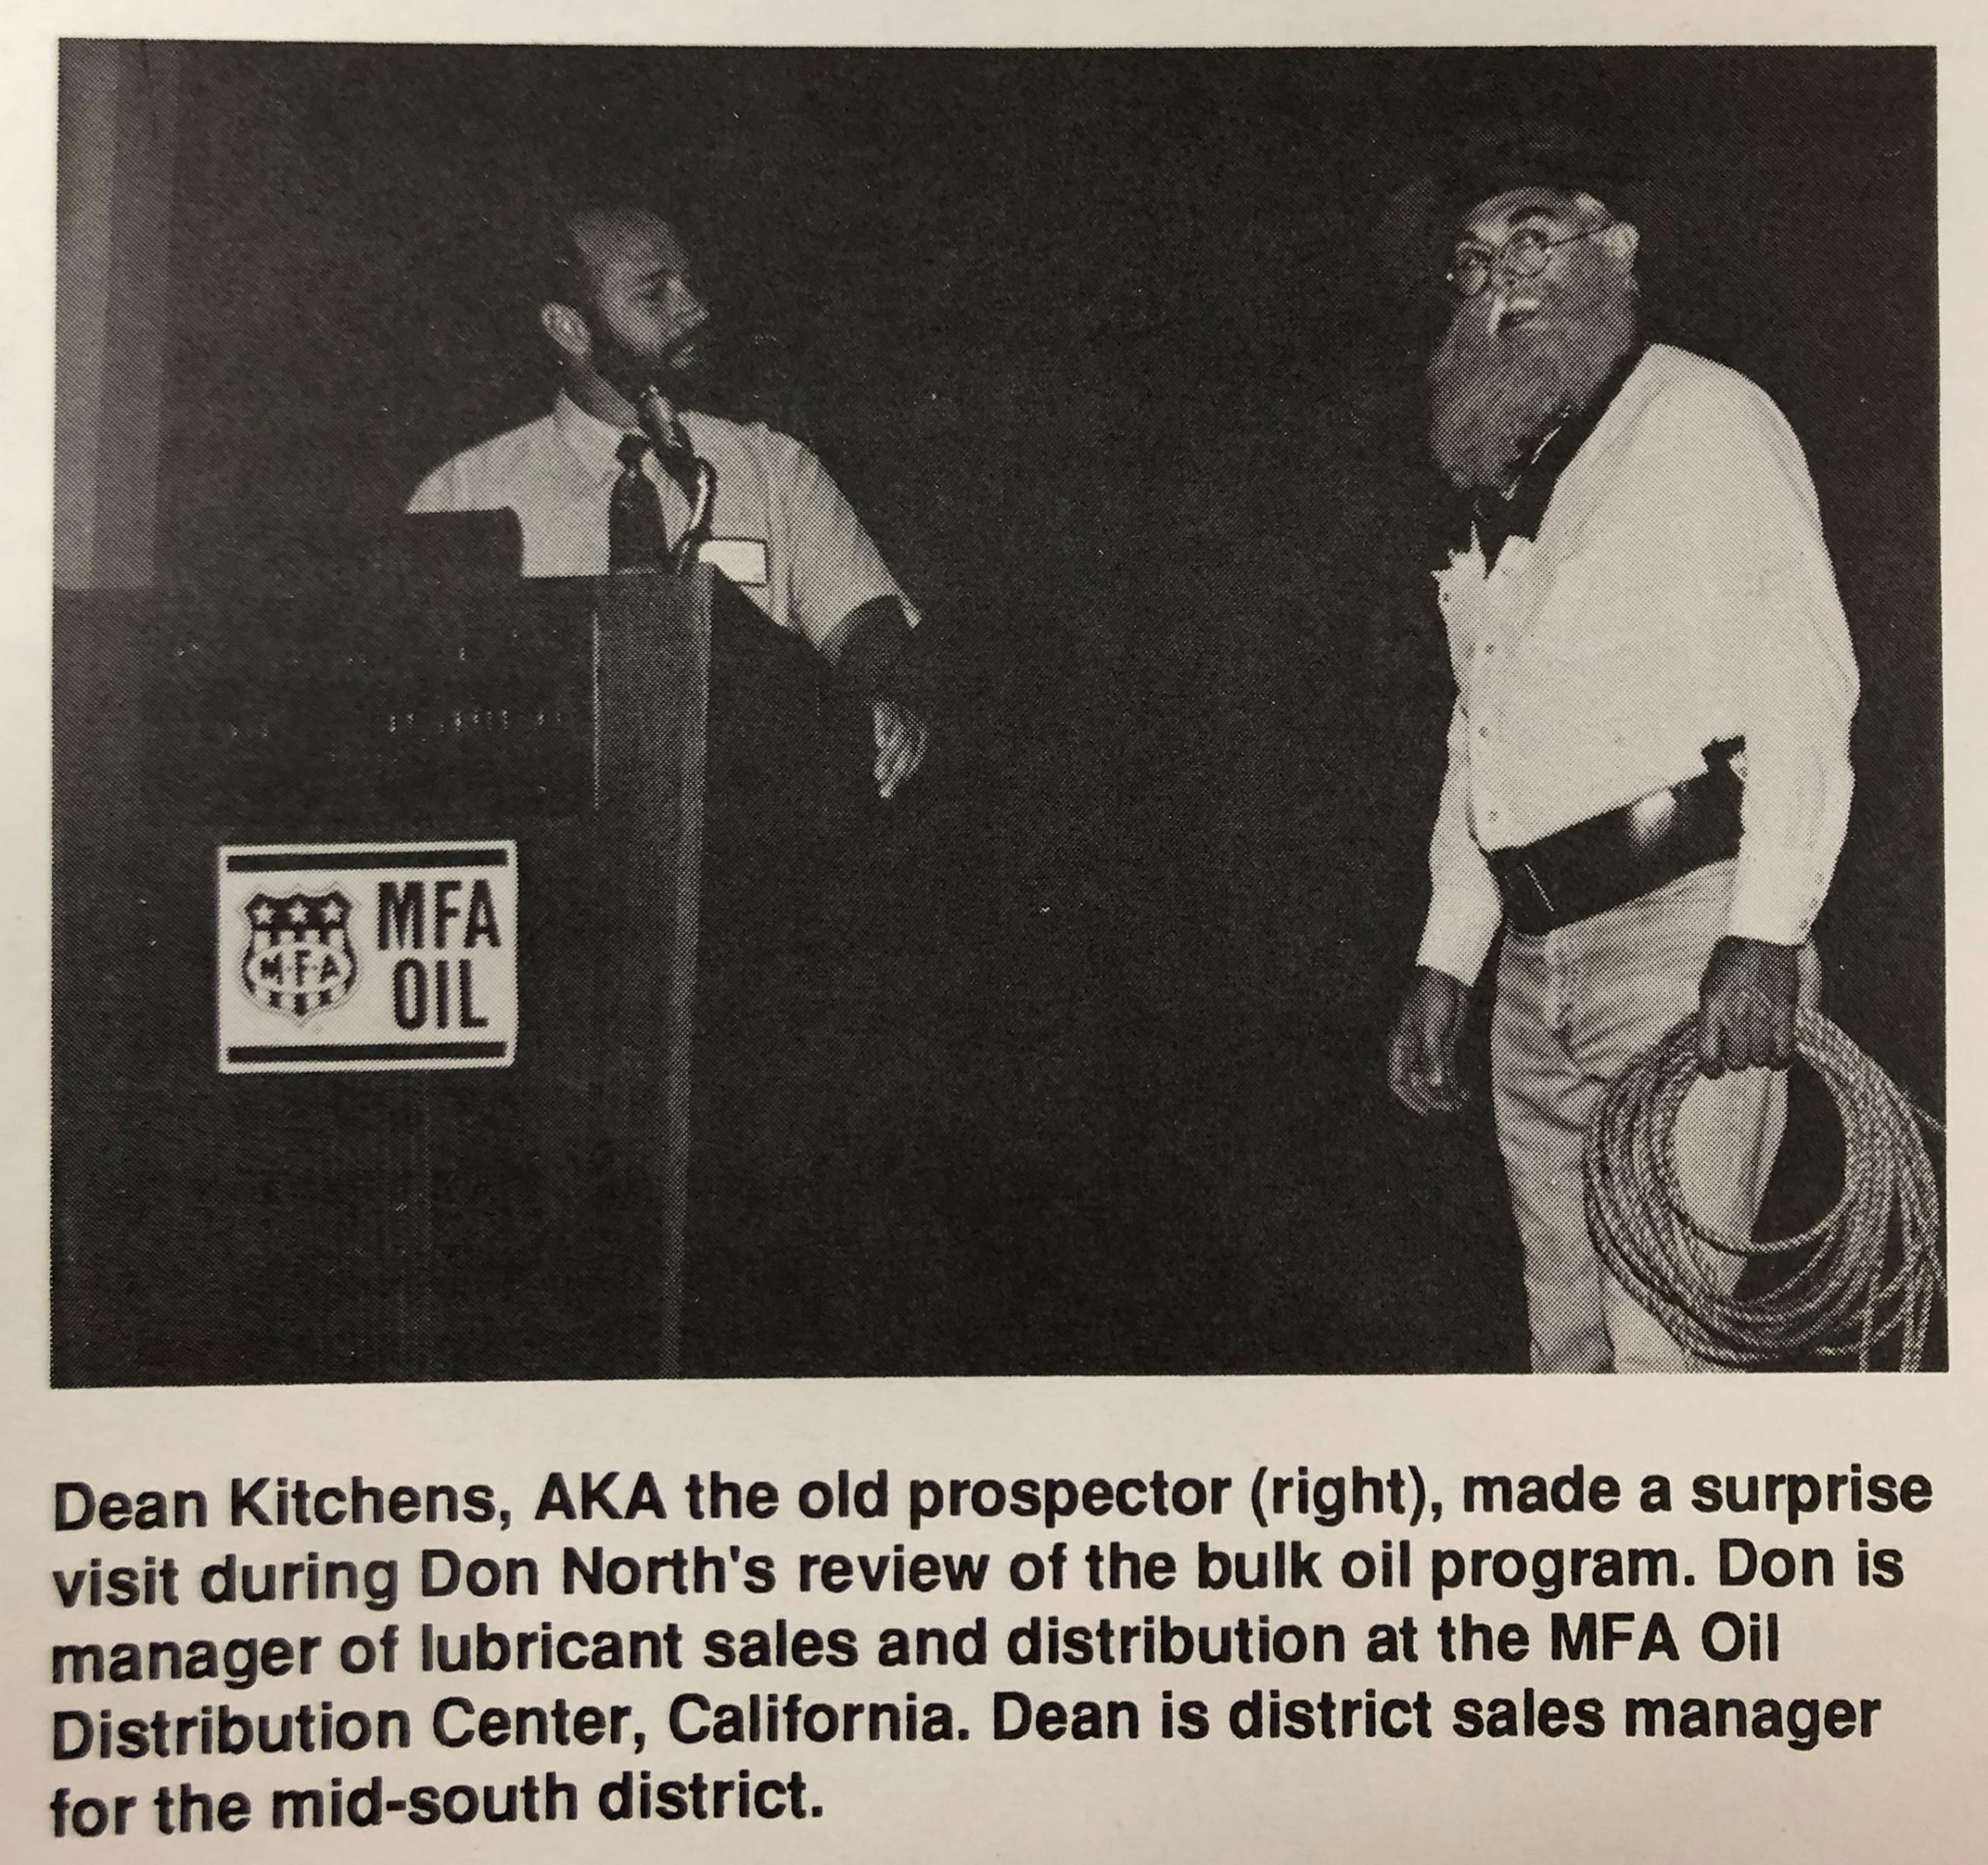 M-F-A
MFA
OIL
Dean Kitchens, AKA the old prospector (right), made a surprise
visit during Don North's review of the bulk oil program. Don is
manager of lubricant sales and distribution at the MFA Oil
Distribution Center, California. Dean is district sales manager
for the mid-south district.